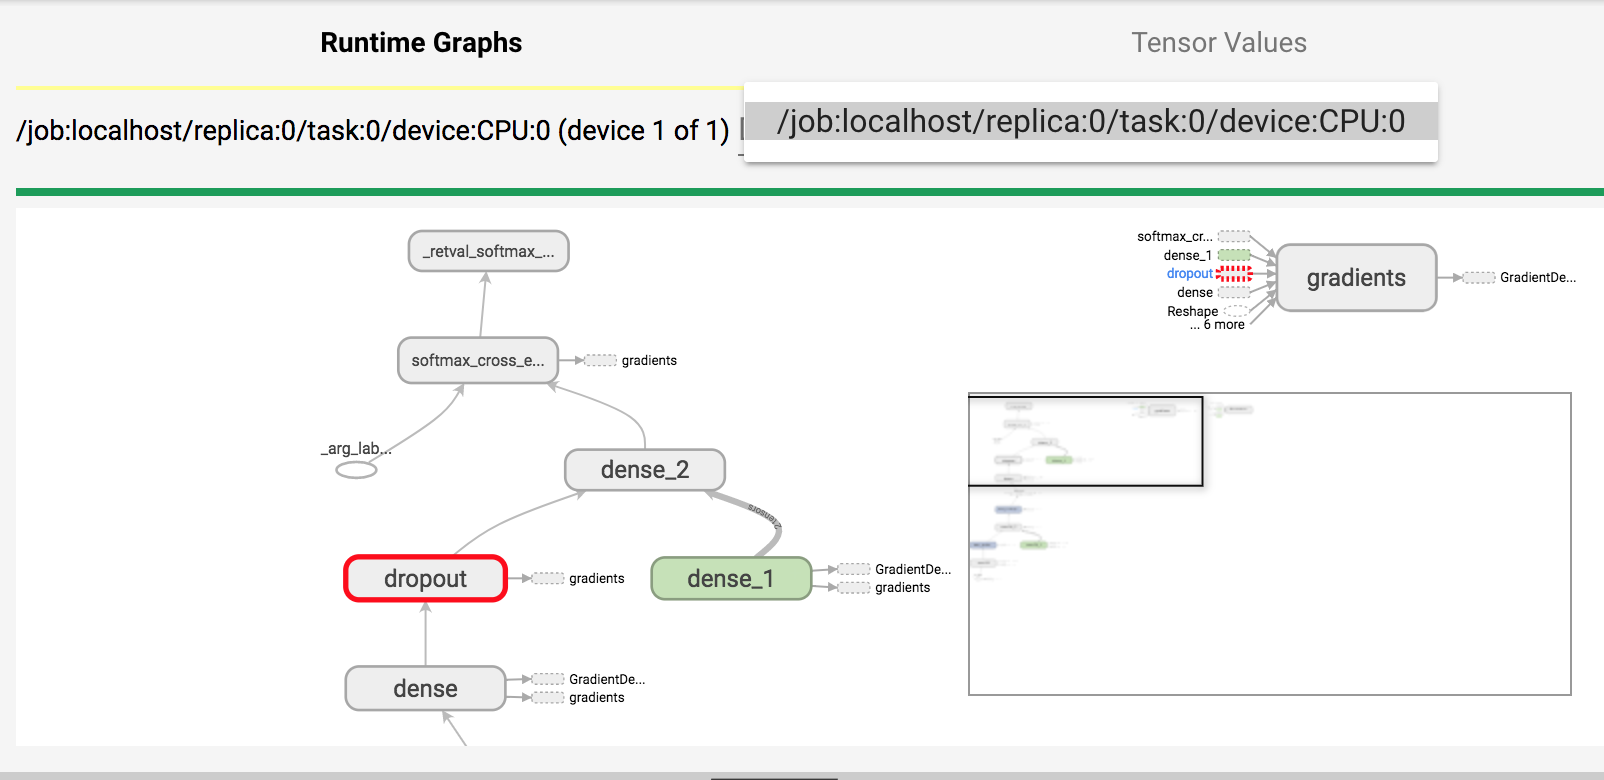 Runtime Graphs
Tensor Values
/job:localhost/replica:0/task:0/device:CPU:0 (device 1 of 1)
/job:localhost/replica:0/task:0/device:CPU:0
_retval_softmax_...
softmax_cross_e...
gradients
_arg_lab...
dense_2
2 tensors
dropout
gradients
dense_1
GradientDe...
gradients
dense
GradientDe...
gradients
softmax_cr...
dense_1
dropout
dense
Reshape
... 6 more
gradients
GradientDe...